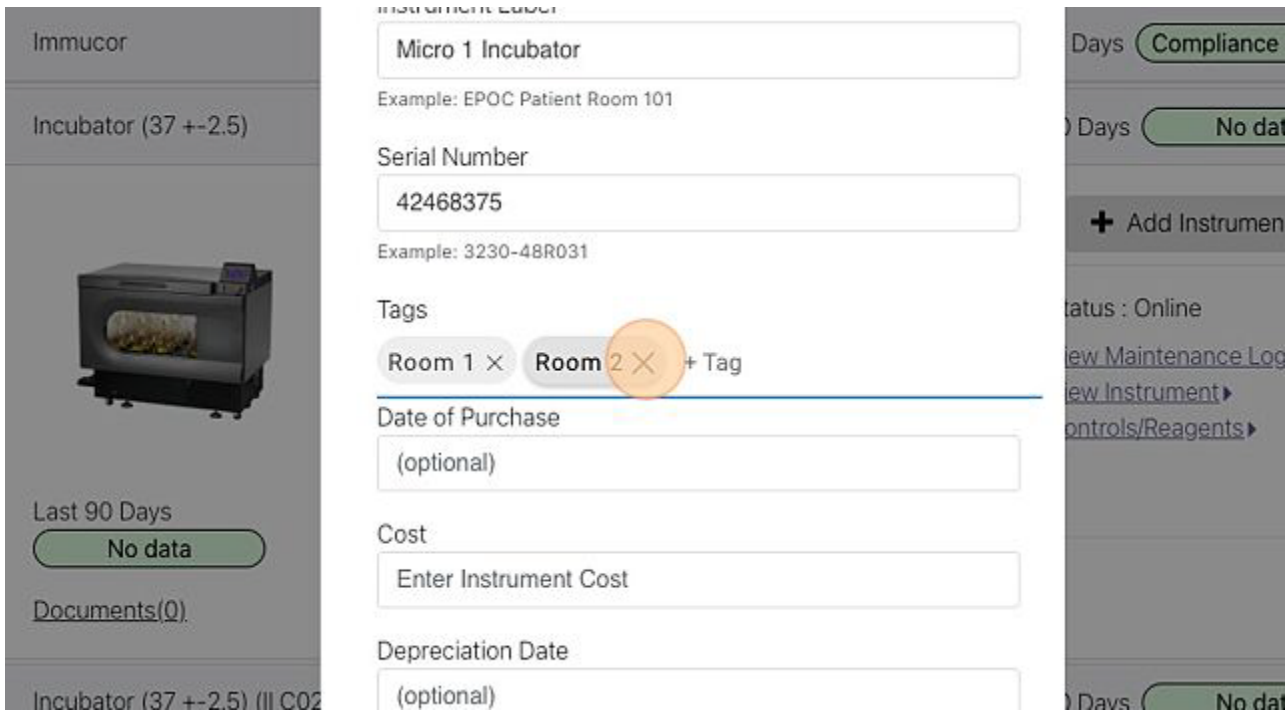 Instrument Label
Immucor
Micro 1 Incubator
Days Compliance
Example: EPOC Patient Room 101
Incubator (37 +-2.5)
Days No dat
Serial Number
42468375
+ Add Instrumen
Example: 3230-48R031
Tags
tatus : Online
Room 1 × Room 2 × + Tag
iew Maintenance Log
iew Instrument
Date of Purchase
ontrols/Reagents
(optional)
Last 90 Days
No data
Cost
Enter Instrument Cost
Documents(0)
Depreciation Date
(optional)
Incubator (37 +-2.5) (II C02
Days No dat